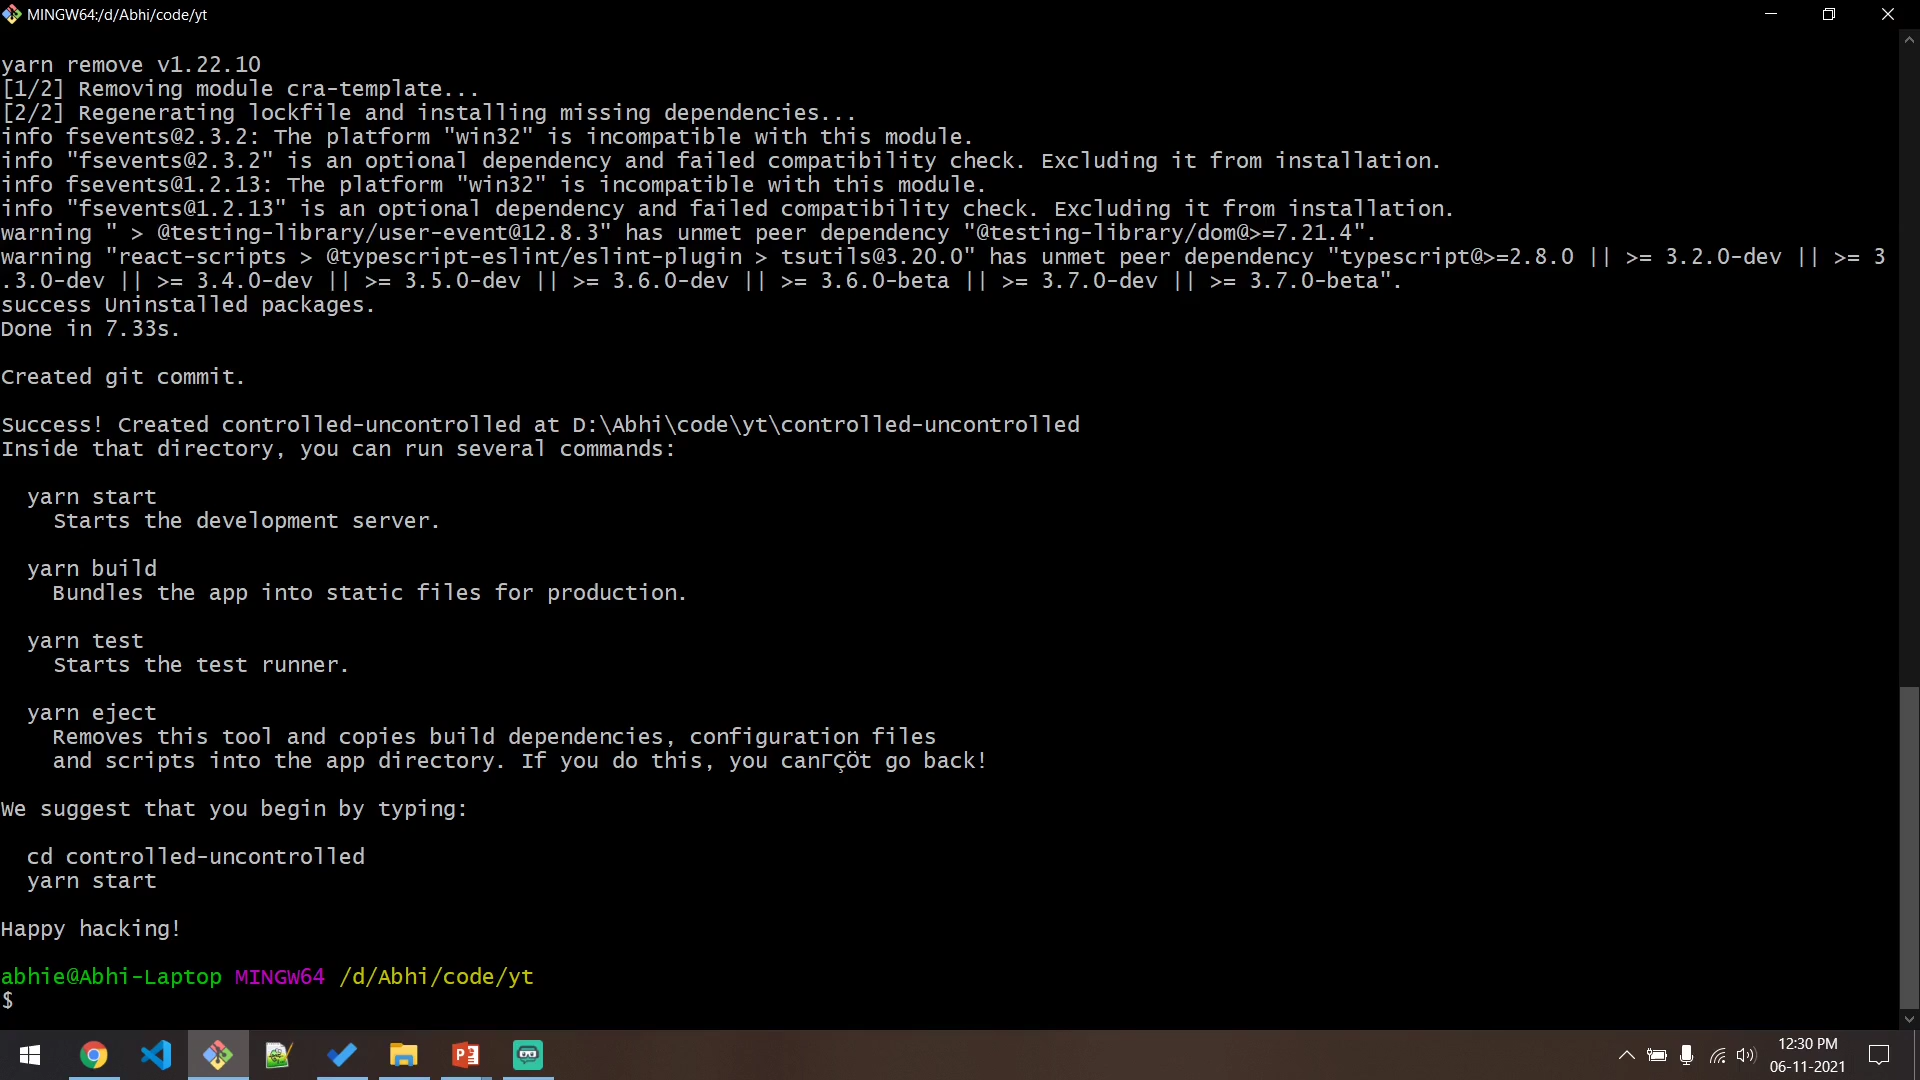 MINGW64:/d/Abhi/code/yt
yarn remove v1.22.10
[1/2] Removing module cra-template...
[2/2] Regenerating lockfile and installing missing dependencies...
info fsevents@2.3.2: The platform "win32" is incompatible with this module.
info "fsevents@2.3.2" is an optional dependency and failed compatibility check. Excluding it from installation.
info fsevents@1.2.13: The platform "win32" is incompatible with this module.
info "fsevents@1.2.13" is an optional dependency and failed compatibility check. Excluding it from installation.
warning " > @testing-library/user-event@12.8.3" has unmet peer dependency "@testing-library/dom@>=7.21.4".
warning "react-scripts > @typescript-eslint/eslint-plugin > tsutils@3.20.0" has unmet peer dependency "typescript@>=2.8.0 || >= 3.2.0-dev || >= 3
.3.0-dev || >= 3.4.0-dev || >= 3.5.0-dev || >= 3.6.0-dev || >= 3.6.0-beta || >= 3.7.0-dev || >= 3.7.0-beta".
success Uninstalled packages.
Done in 7.33s.
Created git commit.
Success! Created controlled-uncontrolled at D:\Abhi\code\yt\controlled-uncontrolled
Inside that directory, you can run several commands:
yarn start
Starts the development server.
yarn build
Bundles the app into static files for production.
yarn test
Starts the test runner.
yarn eject
Removes this tool and copies build dependencies, configuration files
and scripts into the app directory. If you do this, you canΓÇÖt go back!
We suggest that you begin by typing:
cd controlled-uncontrolled
yarn start
Happy hacking!
abhie@Abhi-Laptop MINGW64 /d/Abhi/code/yt
$
12:30 PM
06-11-2021